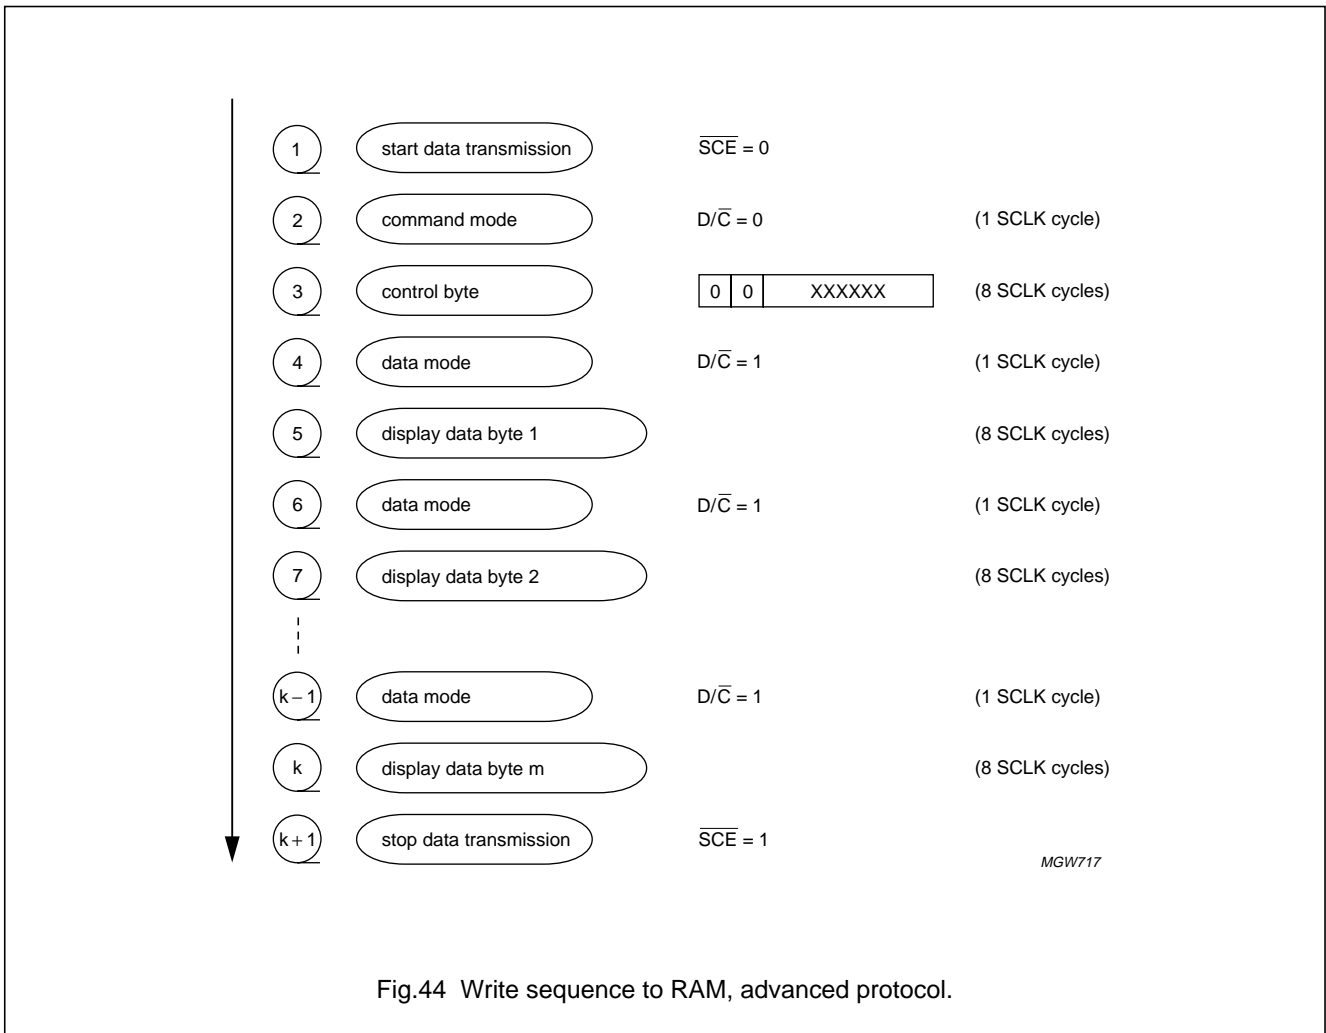 1 start data transmission S̅C̅E̅ = 0
2 command mode D/C̅ = 0 (1 SCLK cycle)
3 control byte 0 0 XXXXXX (8 SCLK cycles)
4 data mode D/C̅ = 1 (1 SCLK cycle)
5 display data byte 1 (8 SCLK cycles)
6 data mode D/C̅ = 1 (1 SCLK cycle)
7 display data byte 2 (8 SCLK cycles)
k − 1 data mode D/C̅ = 1 (1 SCLK cycle)
k display data byte m (8 SCLK cycles)
k + 1 stop data transmission S̅C̅E̅ = 1
MGW717
Fig.44 Write sequence to RAM, advanced protocol.